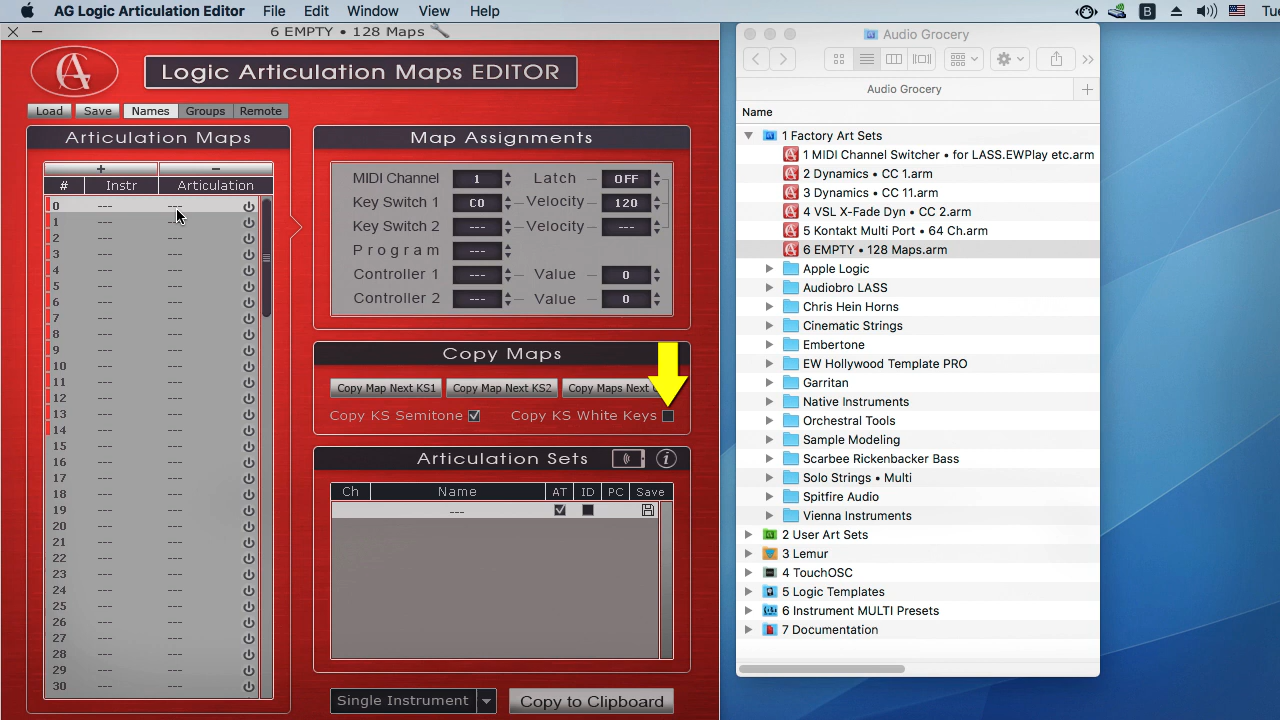 AG Logic Articulation Editor File Edit Window View Help Tue
6 EMPTY • 128 Maps
Logic Articulation Maps EDITOR
Load Save Names Groups Remote
Articulation Maps
+ −
# Instr Articulation
0 --- ---
1 --- ---
2 --- ---
3 --- ---
4 --- ---
5 --- ---
6 --- ---
7 --- ---
8 --- ---
9 --- ---
10 --- ---
11 --- ---
12 --- ---
13 --- ---
14 --- ---
15 --- ---
16 --- ---
17 --- ---
18 --- ---
19 --- ---
20 --- ---
21 --- ---
22 --- ---
23 --- ---
24 --- ---
25 --- ---
26 --- ---
27 --- ---
28 --- ---
29 --- ---
30 --- ---
Map Assignments
MIDI Channel 1 Latch OFF
Key Switch 1 C0 Velocity 120
Key Switch 2 --- Velocity ---
Program ---
Controller 1 --- Value 0
Controller 2 --- Value 0
Copy Maps
Copy Map Next KS1 Copy Map Next KS2 Copy Maps Next
Copy KS Semitone Copy KS White Keys
Articulation Sets
Ch Name AT ID PC Save
---
Single Instrument Copy to Clipboard
Audio Grocery
Audio Grocery
Name
1 Factory Art Sets
1 MIDI Channel Switcher • for LASS.EWPlay etc.arm
2 Dynamics • CC 1.arm
3 Dynamics • CC 11.arm
4 VSL X-Fade Dyn • CC 2.arm
5 Kontakt Multi Port • 64 Ch.arm
6 EMPTY • 128 Maps.arm
Apple Logic
Audiobro LASS
Chris Hein Horns
Cinematic Strings
Embertone
EW Hollywood Template PRO
Garritan
Native Instruments
Orchestral Tools
Sample Modeling
Scarbee Rickenbacker Bass
Solo Strings • Multi
Spitfire Audio
Vienna Instruments
2 User Art Sets
3 Lemur
4 TouchOSC
5 Logic Templates
6 Instrument MULTI Presets
7 Documentation